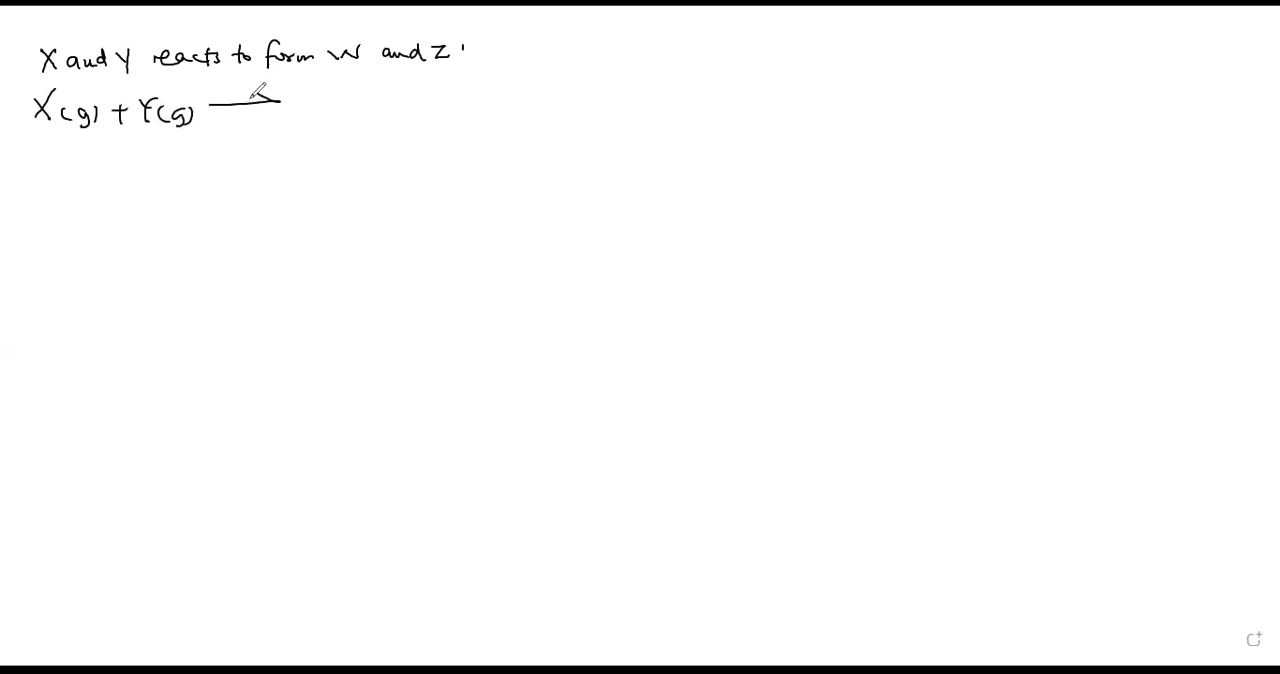 X and Y reacts to form W and Z.
X(g) + Y(g) →